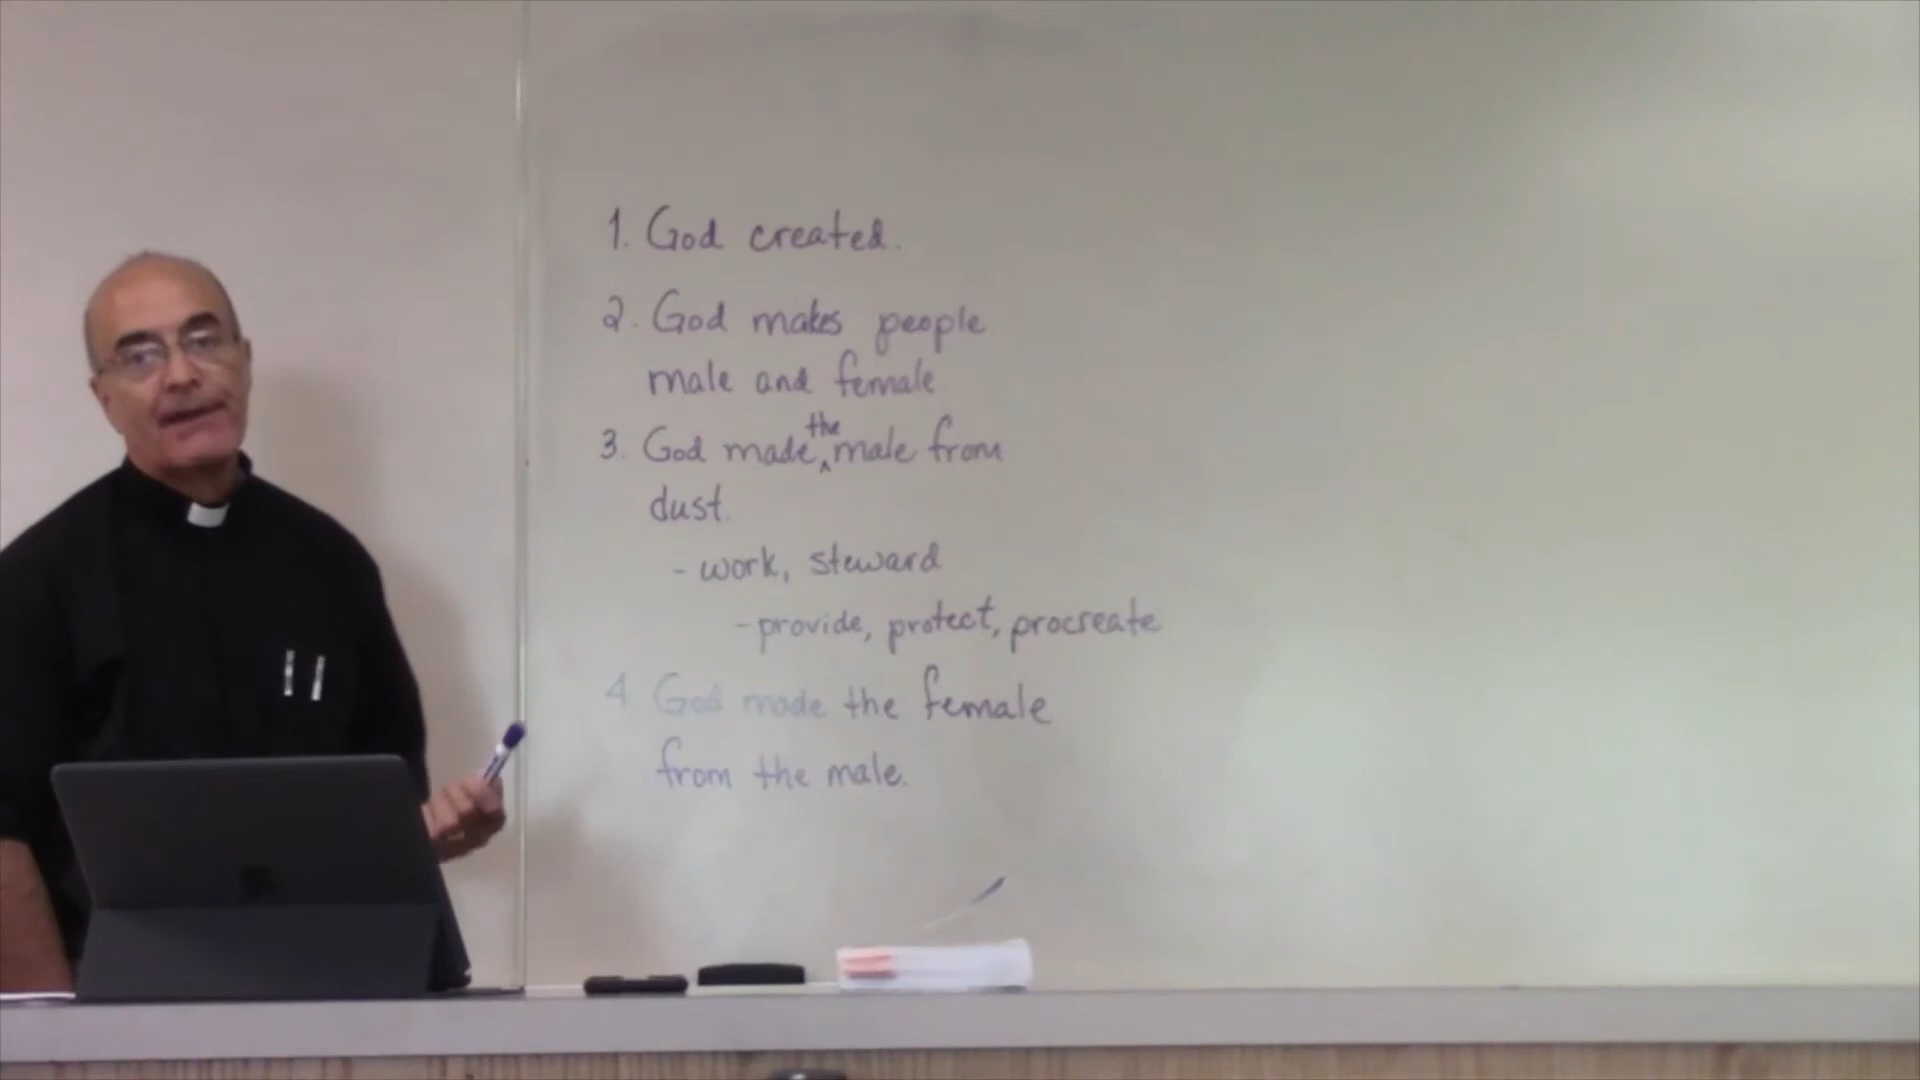 1. God created.
2. God makes people
male and female
3. God made the male from
dust.
- work, steward
- provide, protect, procreate
4 God made the female
from the male.